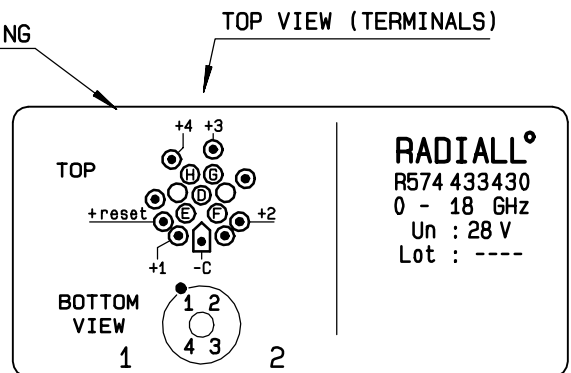 NG
TOP VIEW (TERMINALS)
+4 +3
TOP
H G
D
+reset E F +2
+1 -C
BOTTOM
VIEW
1 2
4 3
1 2
RADIALL°
R574 433430
0 - 18 GHz
Un : 28 V
Lot : ----